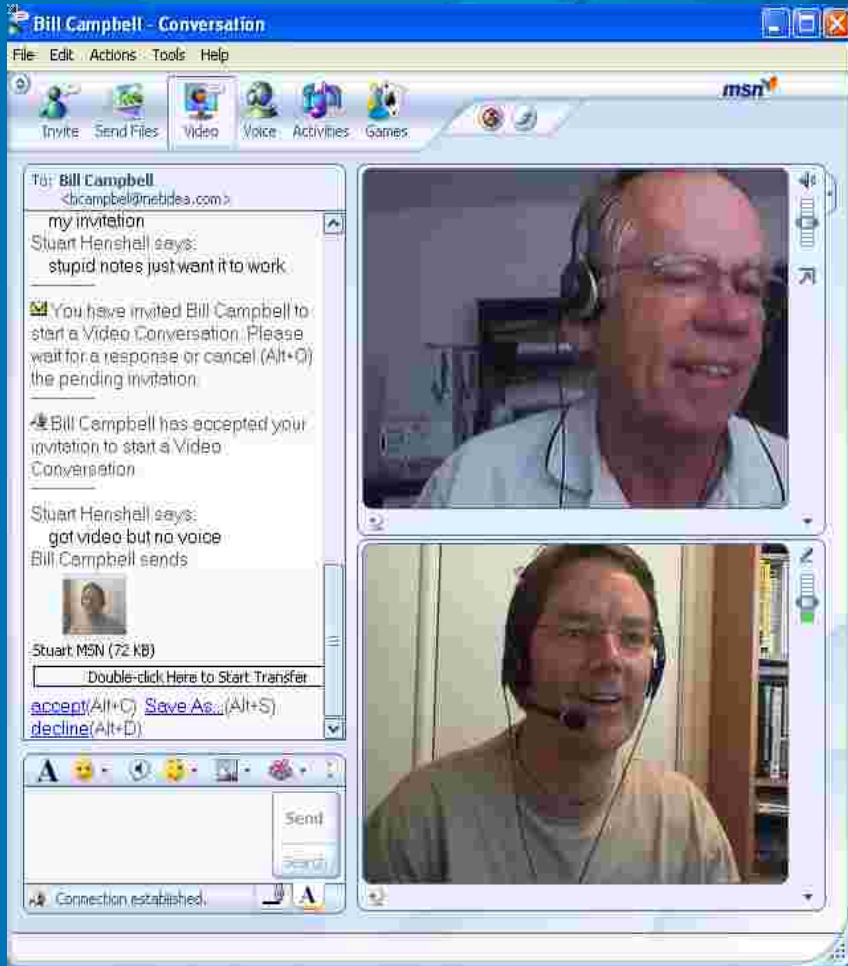 Bill Campbell - Conversation
File Edit Actions Tools Help
msn
Invite Send Files Video Voice Activities Games
To: Bill Campbell
<bcampbel@netidea.com>
my invitation
Stuart Henshall says:
stupid notes just want it to work
You have invited Bill Campbell to
start a Video Conversation. Please
wait for a response or cancel (Alt+Q)
the pending invitation.
Bill Campbell has accepted your
invitation to start a Video
Conversation.
Stuart Henshall says:
got video but no voice
Bill Campbell sends
Stuart MSN (72 KB)
Double-click Here to Start Transfer
accept(Alt+C) Save As...(Alt+S)
decline(Alt+D)
A
Send
Search
Connection established.
A